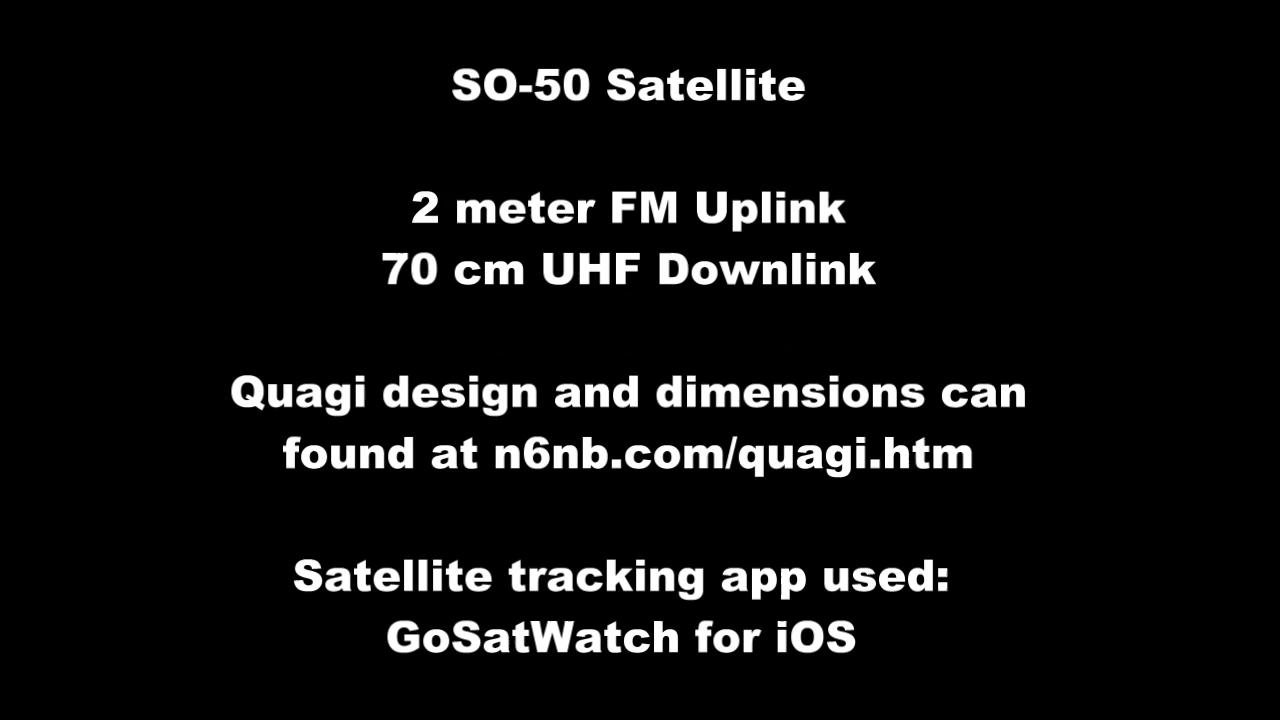 SO-50 Satellite
2 meter FM Uplink
70 cm UHF Downlink
Quagi design and dimensions can
found at n6nb.com/quagi.htm
Satellite tracking app used:
GoSatWatch for iOS